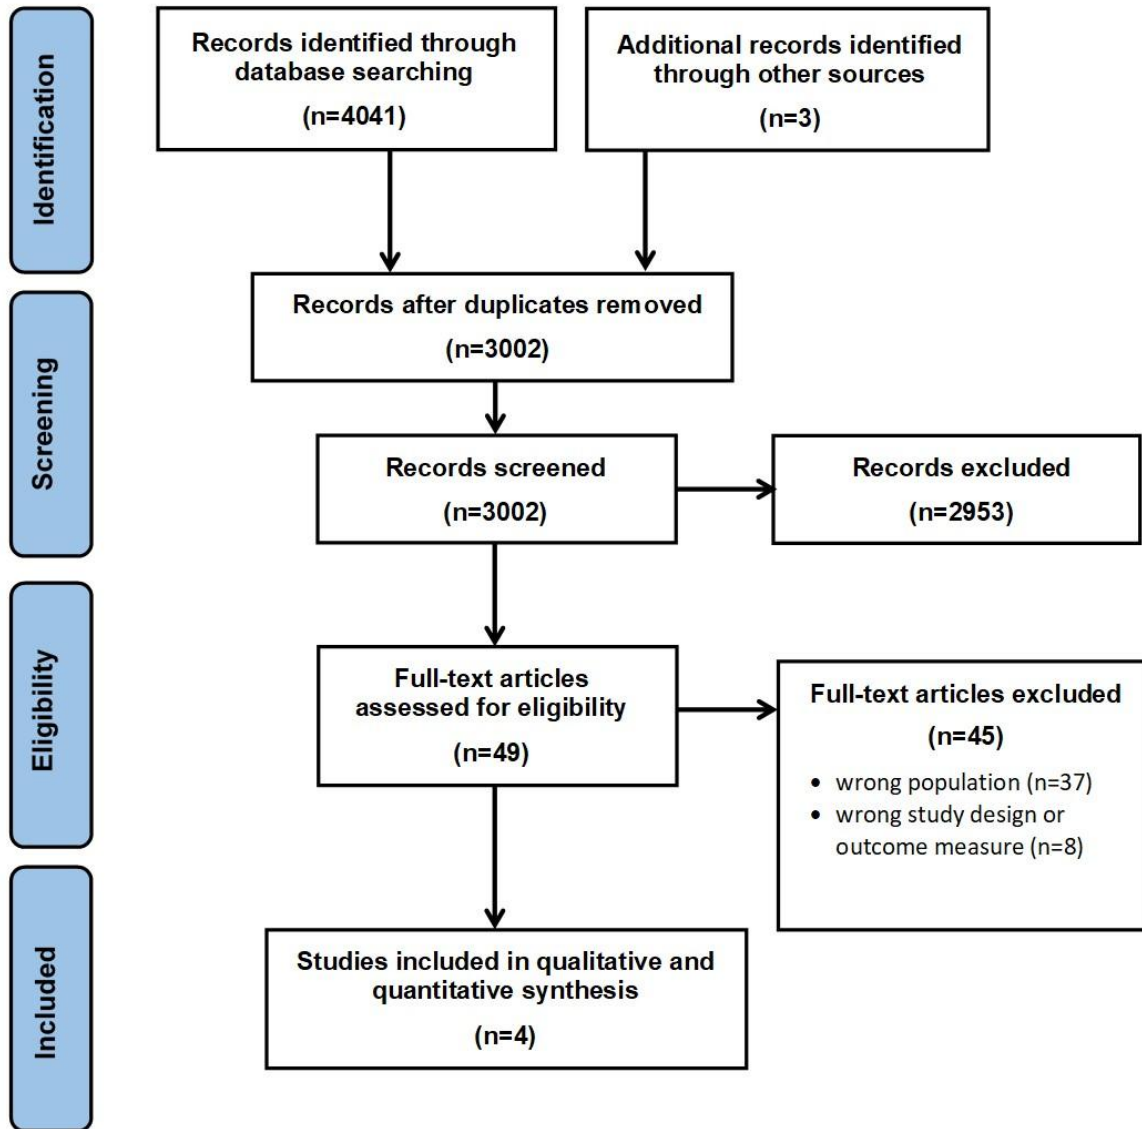 Identification
Records identified through
database searching
(n=4041)
Additional records identified
through other sources
(n=3)
Screening
Records after duplicates removed
(n=3002)
Records screened
(n=3002)
Records excluded
(n=2953)
Eligibility
Full-text articles
assessed for eligibility
(n=49)
Full-text articles excluded
(n=45)
• wrong population (n=37)
• wrong study design or
outcome measure (n=8)
Included
Studies included in qualitative and
quantitative synthesis
(n=4)